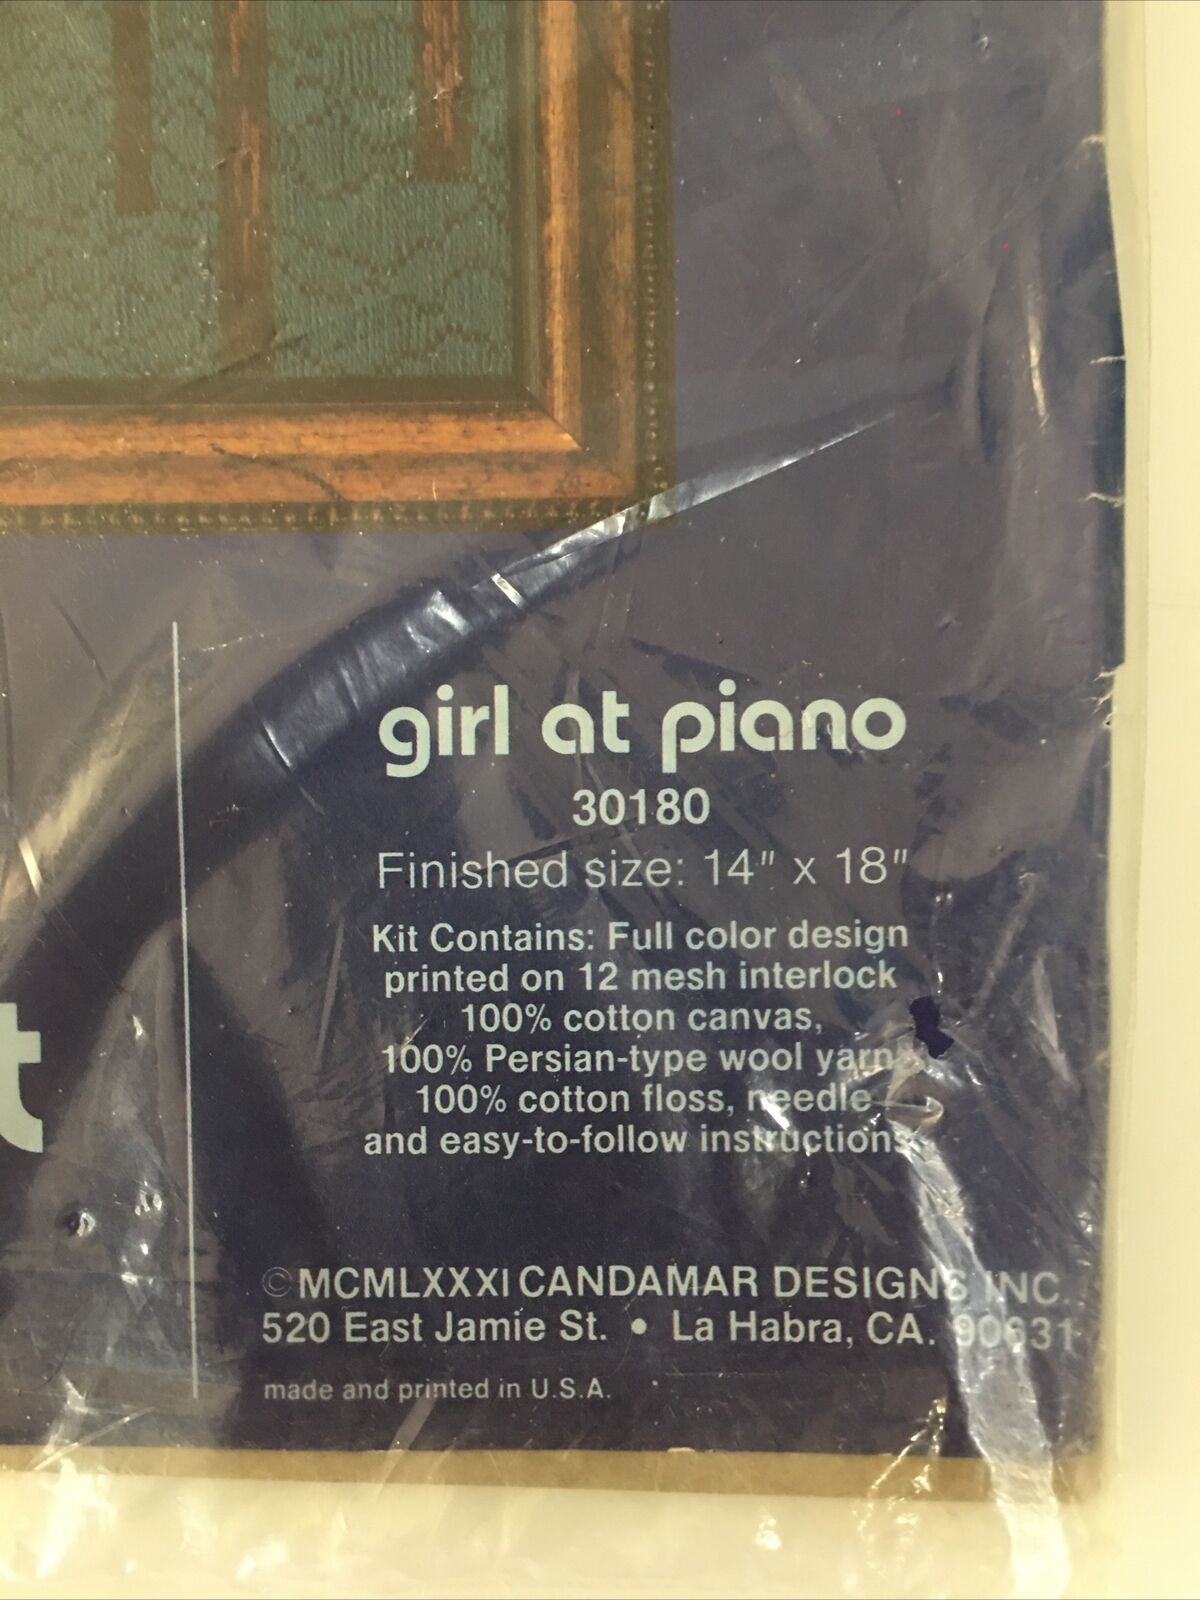 t
girl at piano
30180
Finished size: 14" x 18"
Kit Contains: Full color design
printed on 12 mesh interlock
100% cotton canvas,
100% Persian-type wool yarn
100% cotton floss, needle
and easy-to-follow instructions
©MCMLXXXI CANDAMAR DESIGNS INC.
520 East Jamie St. • La Habra, CA. 90631
made and printed in U.S.A.